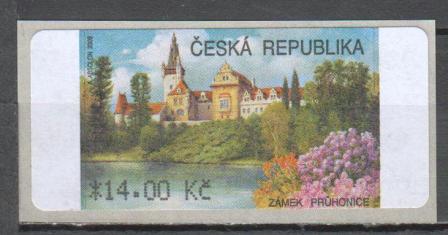 ČESKÁ REPUBLIKA
*14.00 Kč
ZÁMEK PRŮHONICE